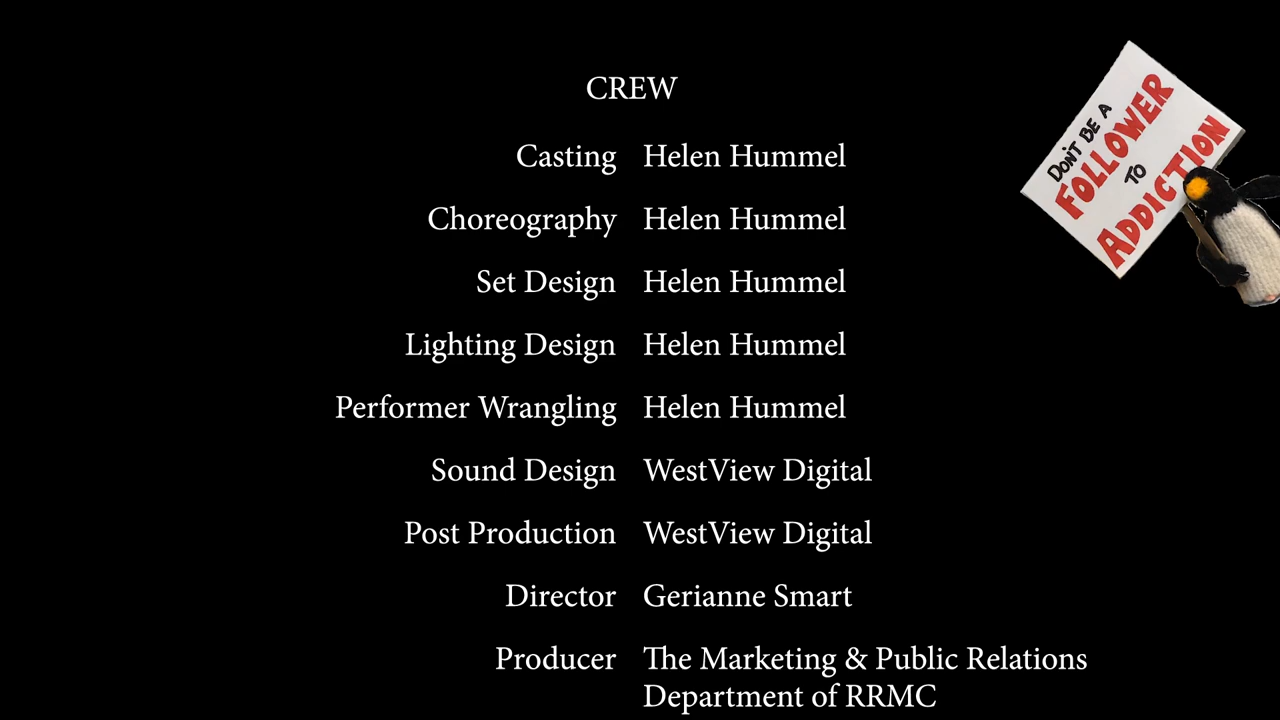 CREW
Casting Helen Hummel
Choreography Helen Hummel
Set Design Helen Hummel
Lighting Design Helen Hummel
Performer Wrangling Helen Hummel
Sound Design WestView Digital
Post Production WestView Digital
Director Gerianne Smart
Producer The Marketing & Public Relations
Department of RRMC
DON'T BE A
FOLLOWER
TO
ADDICTION